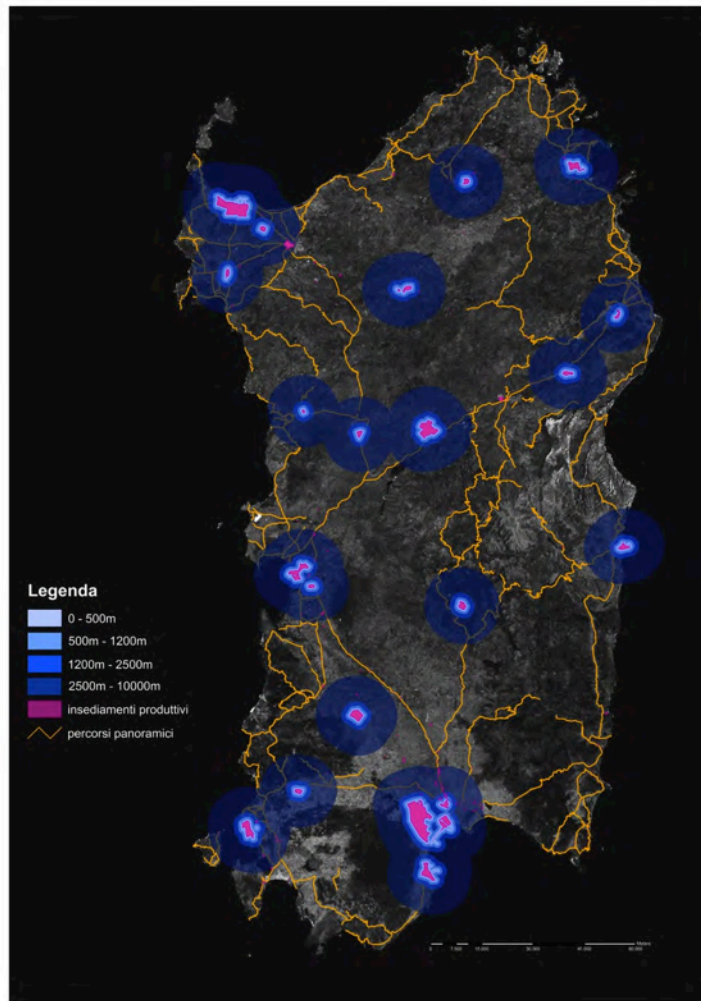 Legenda
0 - 500m
500m - 1200m
1200m - 2500m
2500m - 10000m
insediamenti produttivi
percorsi panoramici